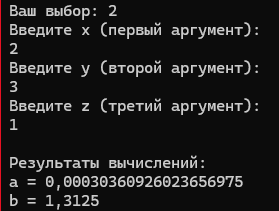 Ваш выбор: 2
Введите x (первый аргумент):
2
Введите y (второй аргумент):
3
Введите z (третий аргумент):
1
Результаты вычислений:
a = 0,00030360926023656975
b = 1,3125